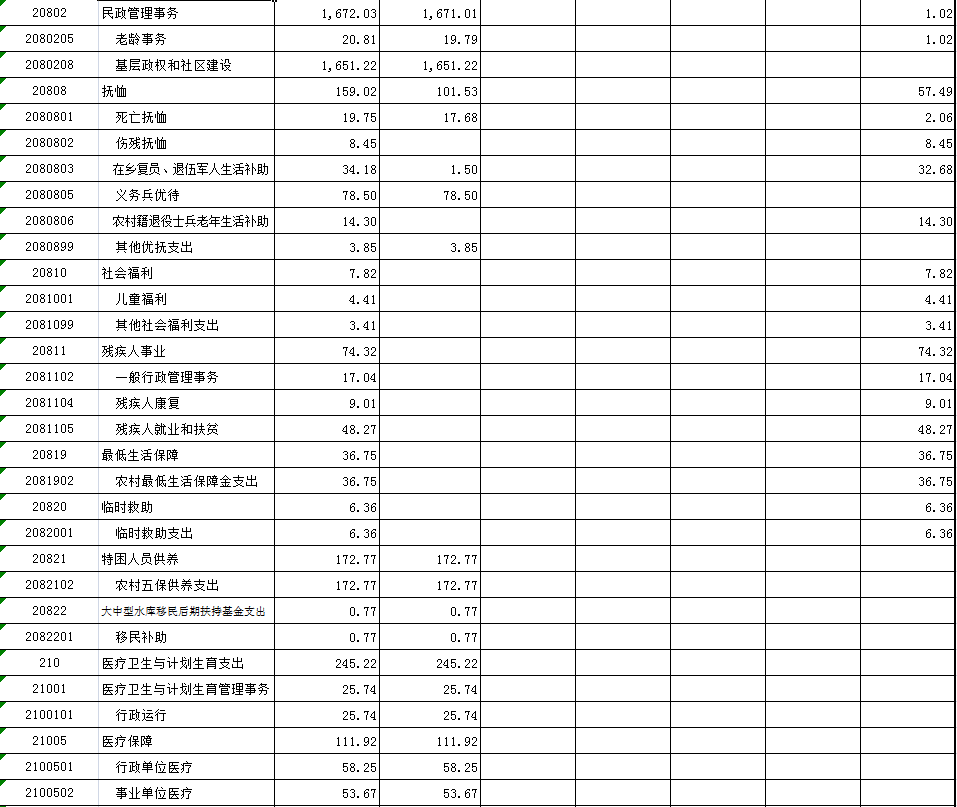 20802 民政管理事务 1,672.03 1,671.01 1.02
2080205 老龄事务 20.81 19.79 1.02
2080208 基层政权和社区建设 1,651.22 1,651.22
20808 抚恤 159.02 101.53 57.49
2080801 死亡抚恤 19.75 17.68 2.06
2080802 伤残抚恤 8.45 8.45
2080803 在乡复员、退伍军人生活补助 34.18 1.50 32.68
2080805 义务兵优待 78.50 78.50
2080806 农村籍退役士兵老年生活补助 14.30 14.30
2080899 其他优抚支出 3.85 3.85
20810 社会福利 7.82 7.82
2081001 儿童福利 4.41 4.41
2081099 其他社会福利支出 3.41 3.41
20811 残疾人事业 74.32 74.32
2081102 一般行政管理事务 17.04 17.04
2081104 残疾人康复 9.01 9.01
2081105 残疾人就业和扶贫 48.27 48.27
20819 最低生活保障 36.75 36.75
2081902 农村最低生活保障金支出 36.75 36.75
20820 临时救助 6.36 6.36
2082001 临时救助支出 6.36 6.36
20821 特困人员供养 172.77 172.77
2082102 农村五保供养支出 172.77 172.77
20822 大中型水库移民后期扶持基金支出 0.77 0.77
2082201 移民补助 0.77 0.77
210 医疗卫生与计划生育支出 245.22 245.22
21001 医疗卫生与计划生育管理事务 25.74 25.74
2100101 行政运行 25.74 25.74
21005 医疗保障 111.92 111.92
2100501 行政单位医疗 58.25 58.25
2100502 事业单位医疗 53.67 53.67